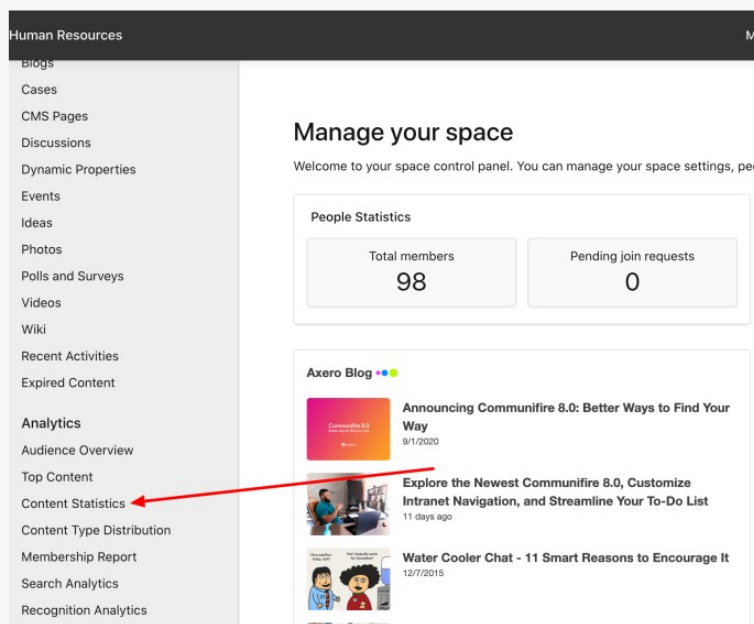 Human Resources
M
Blogs
Cases
CMS Pages
Discussions
Dynamic Properties
Events
Ideas
Photos
Polls and Surveys
Videos
Wiki
Recent Activities
Expired Content
Analytics
Audience Overview
Top Content
Content Statistics
Content Type Distribution
Membership Report
Search Analytics
Recognition Analytics
Manage your space
Welcome to your space control panel. You can manage your space settings, pe
People Statistics
Total members
98
Pending join requests
0
Axero Blog
Communifire 8.0
Announcing Communifire 8.0: Better Ways to Find Your
Way
9/1/2020
Explore the Newest Communifire 8.0, Customize
Intranet Navigation, and Streamline Your To-Do List
11 days ago
Water Cooler Chat - 11 Smart Reasons to Encourage It
12/7/2015